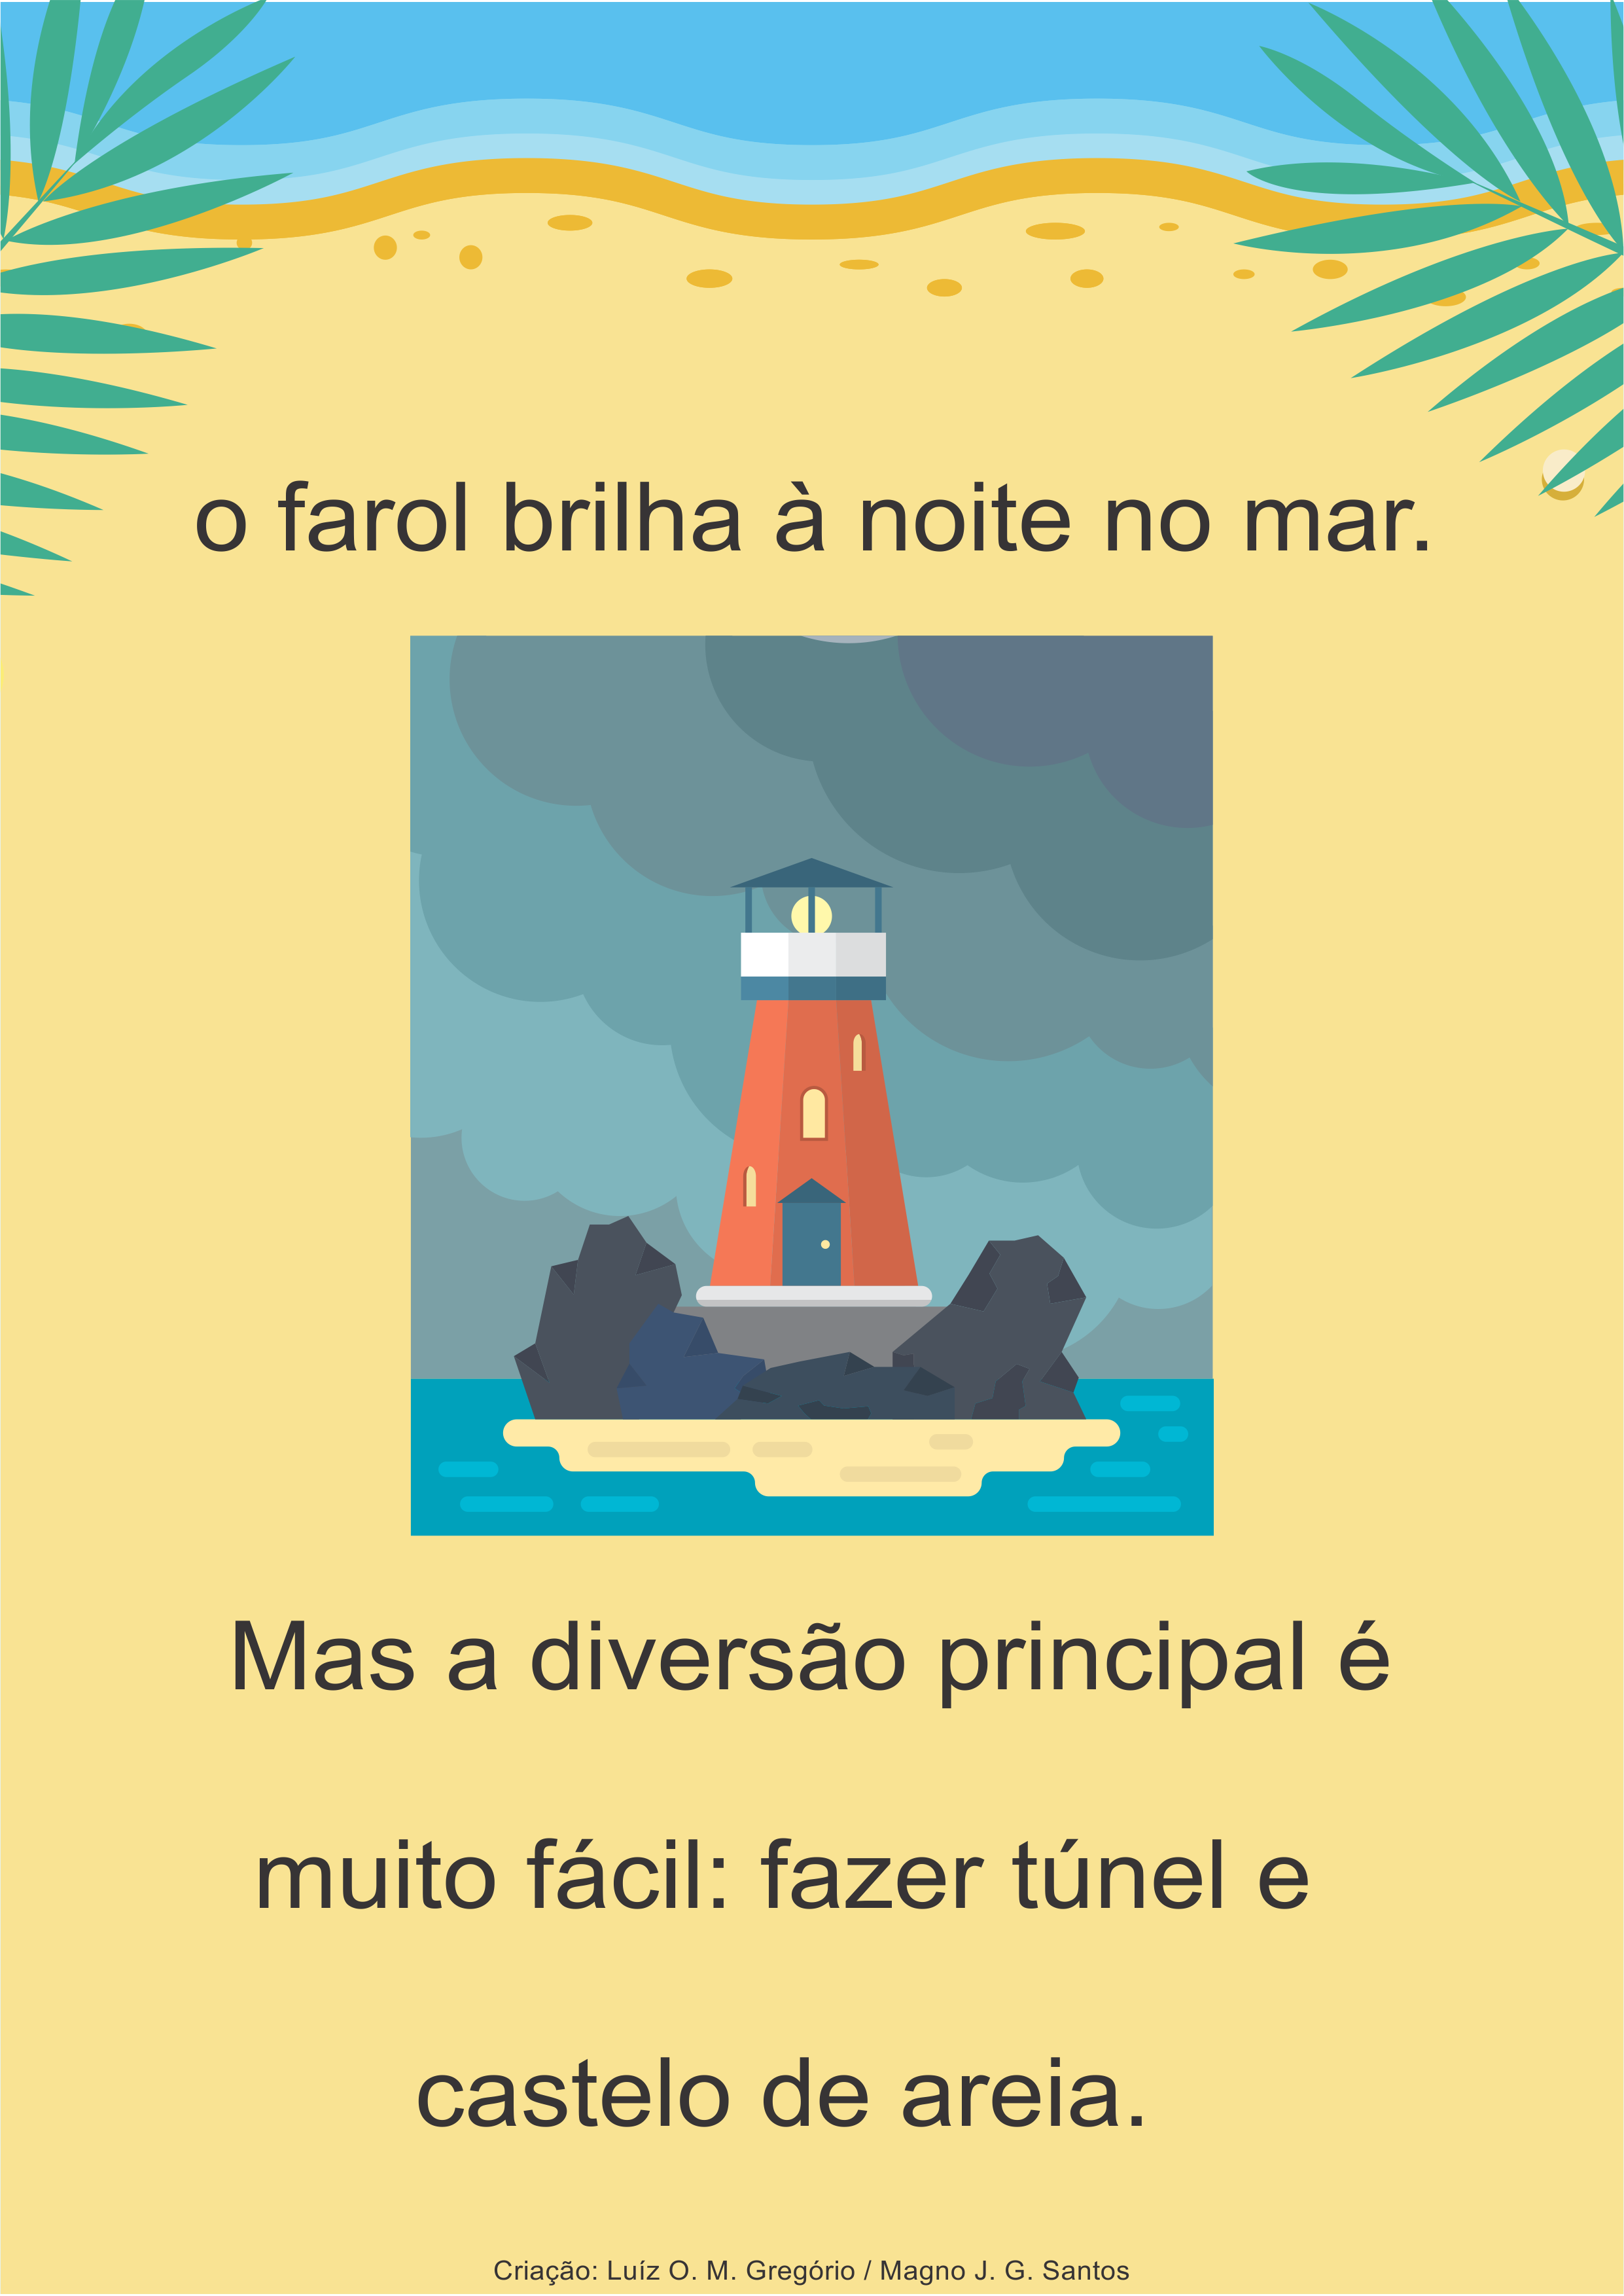 o farol brilha à noite no mar.
Mas a diversão principal é
muito fácil: fazer túnel e
castelo de areia.
Criação: Luíz O. M. Gregório / Magno J. G. Santos